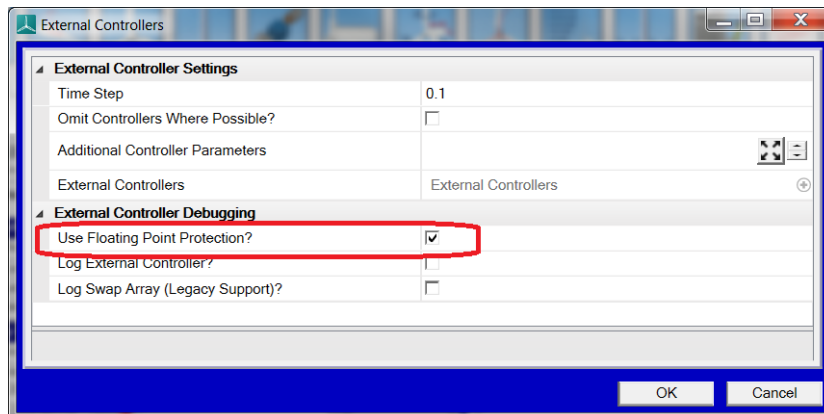 External Controllers
External Controller Settings
Time Step 0.1
Omit Controllers Where Possible?
Additional Controller Parameters
External Controllers External Controllers
External Controller Debugging
Use Floating Point Protection?
Log External Controller?
Log Swap Array (Legacy Support)?
OK Cancel